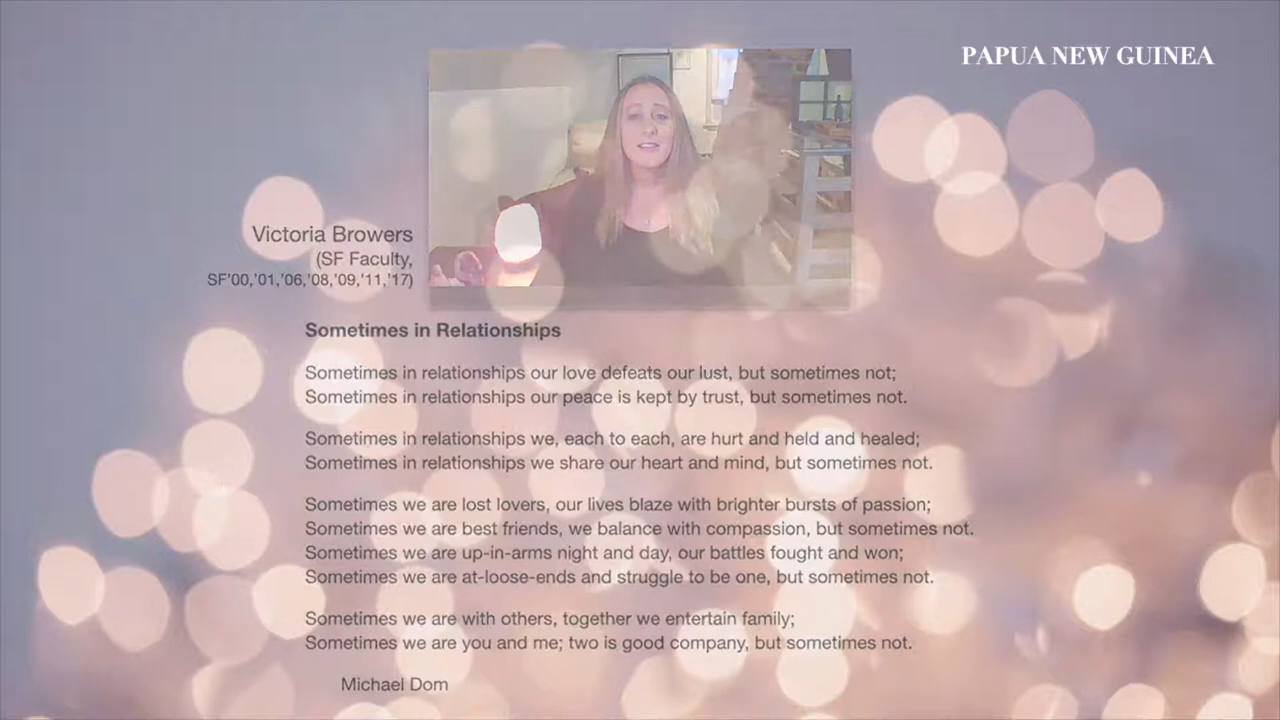 PAPUA NEW GUINEA
Victoria Browers
(SF Faculty,
SF'00,'01,'06,'08,'09,'11,'17)
Sometimes in Relationships
Sometimes in relationships our love defeats our lust, but sometimes not;
Sometimes in relationships our peace is kept by trust, but sometimes not.
Sometimes in relationships we, each to each, are hurt and held and healed;
Sometimes in relationships we share our heart and mind, but sometimes not.
Sometimes we are lost lovers, our lives blaze with brighter bursts of passion;
Sometimes we are best friends, we balance with compassion, but sometimes not.
Sometimes we are up-in-arms night and day, our battles fought and won;
Sometimes we are at-loose-ends and struggle to be one, but sometimes not.
Sometimes we are with others, together we entertain family;
Sometimes we are you and me; two is good company, but sometimes not.
Michael Dom